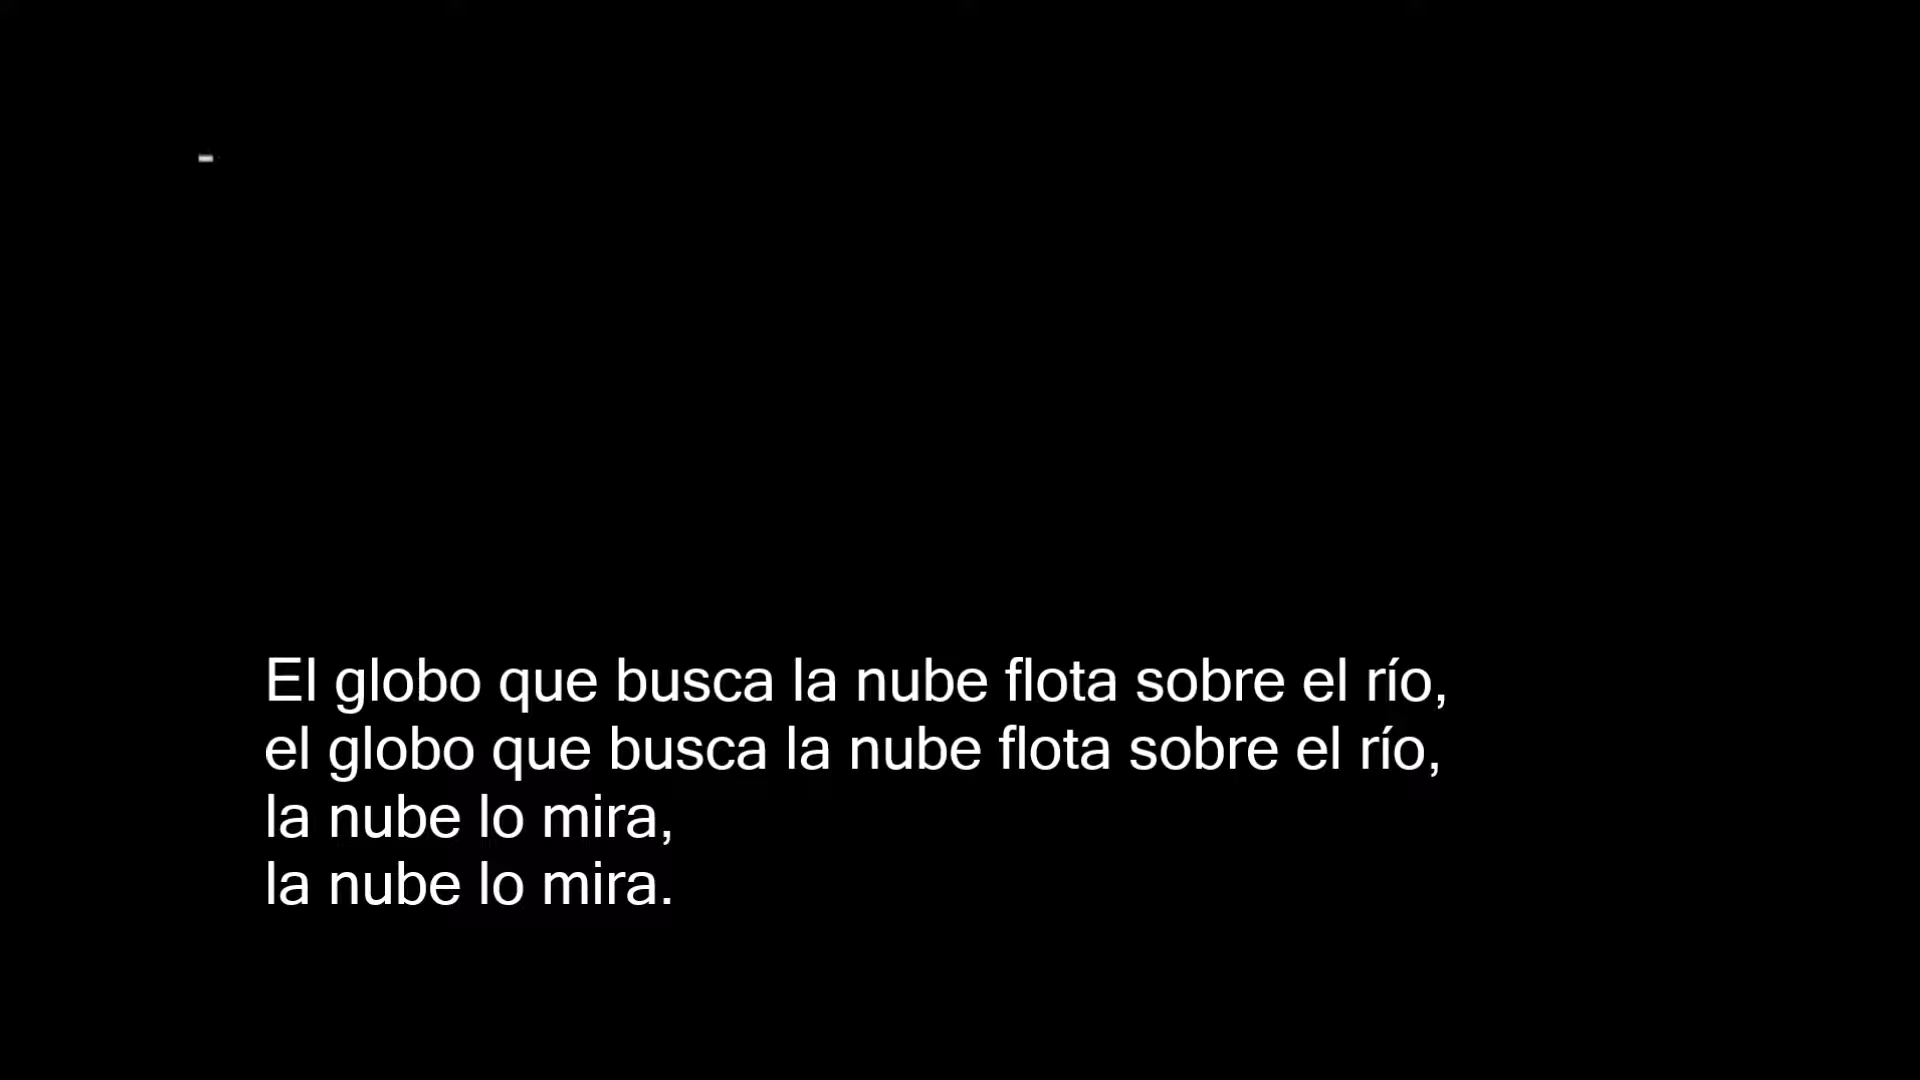 -
El globo que busca la nube flota sobre el río,
el globo que busca la nube flota sobre el río,
la nube lo mira,
la nube lo mira.